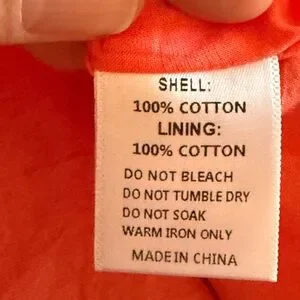 SHELL:
100% COTTON
LINING:
100% COTTON
DO NOT BLEACH
DO NOT TUMBLE DRY
DO NOT SOAK
WARM IRON ONLY
MADE IN CHINA